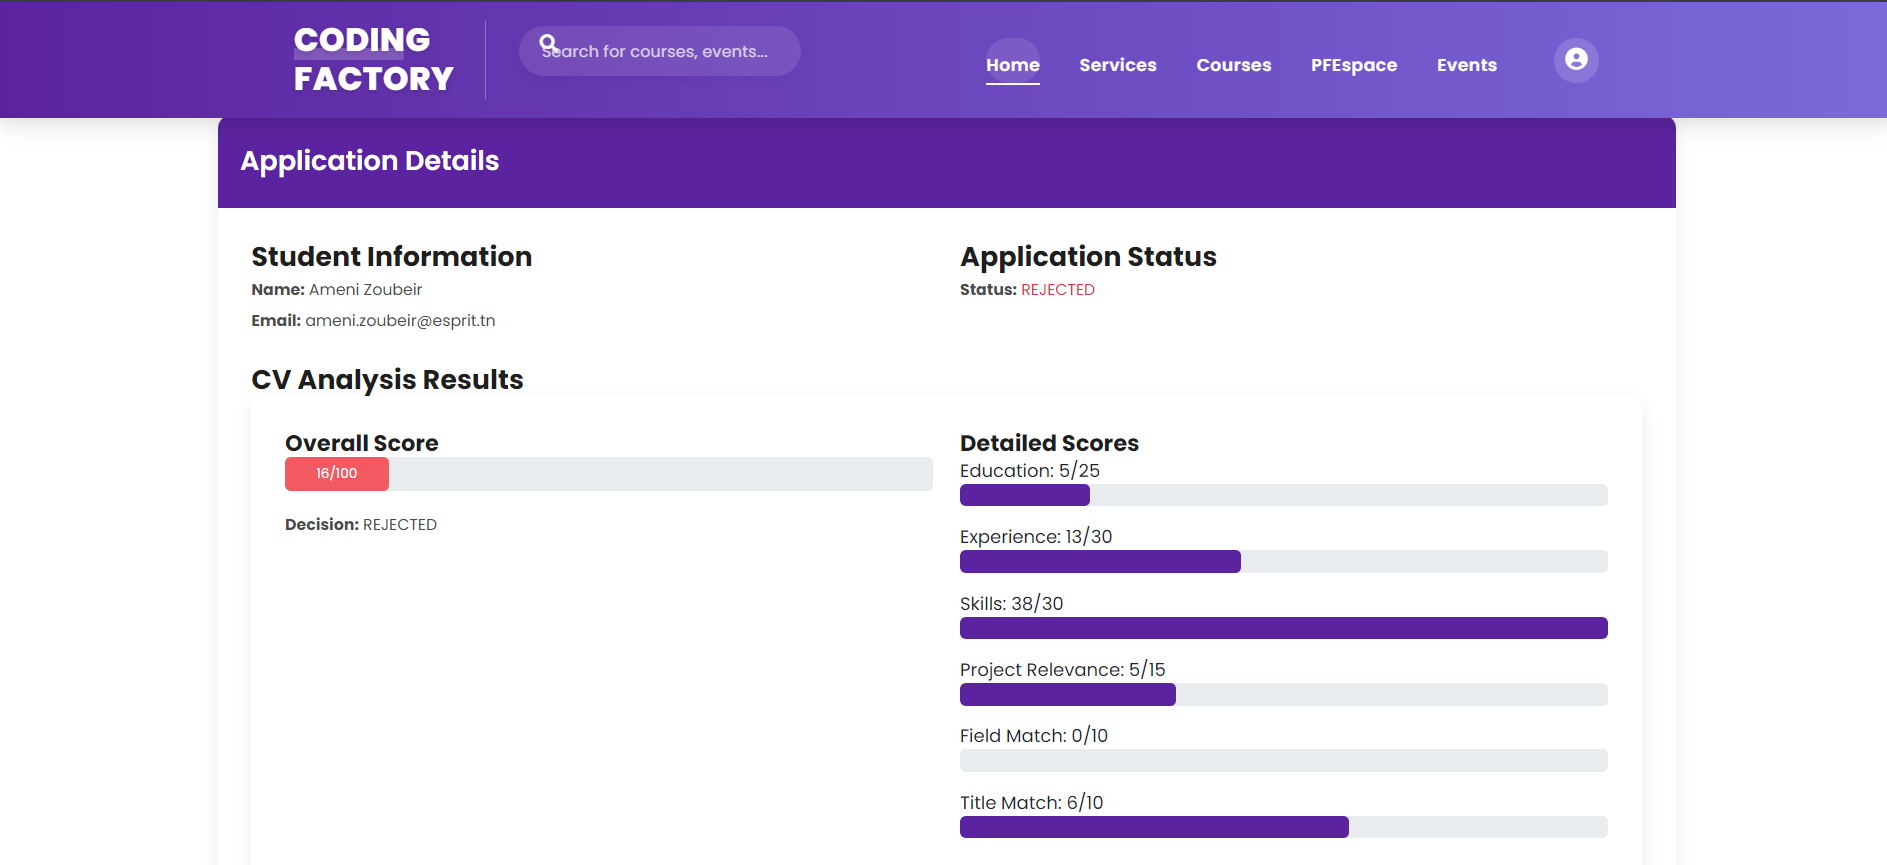 CODING
FACTORY
Search for courses, events...
Home
Services
Courses
PFEspace
Events
Application Details
Student Information
Name: Ameni Zoubeir
Email: ameni.zoubeir@esprit.tn
Application Status
Status: REJECTED
CV Analysis Results
Overall Score
16/100
Decision: REJECTED
Detailed Scores
Education: 5/25
Experience: 13/30
Skills: 38/30
Project Relevance: 5/15
Field Match: 0/10
Title Match: 6/10